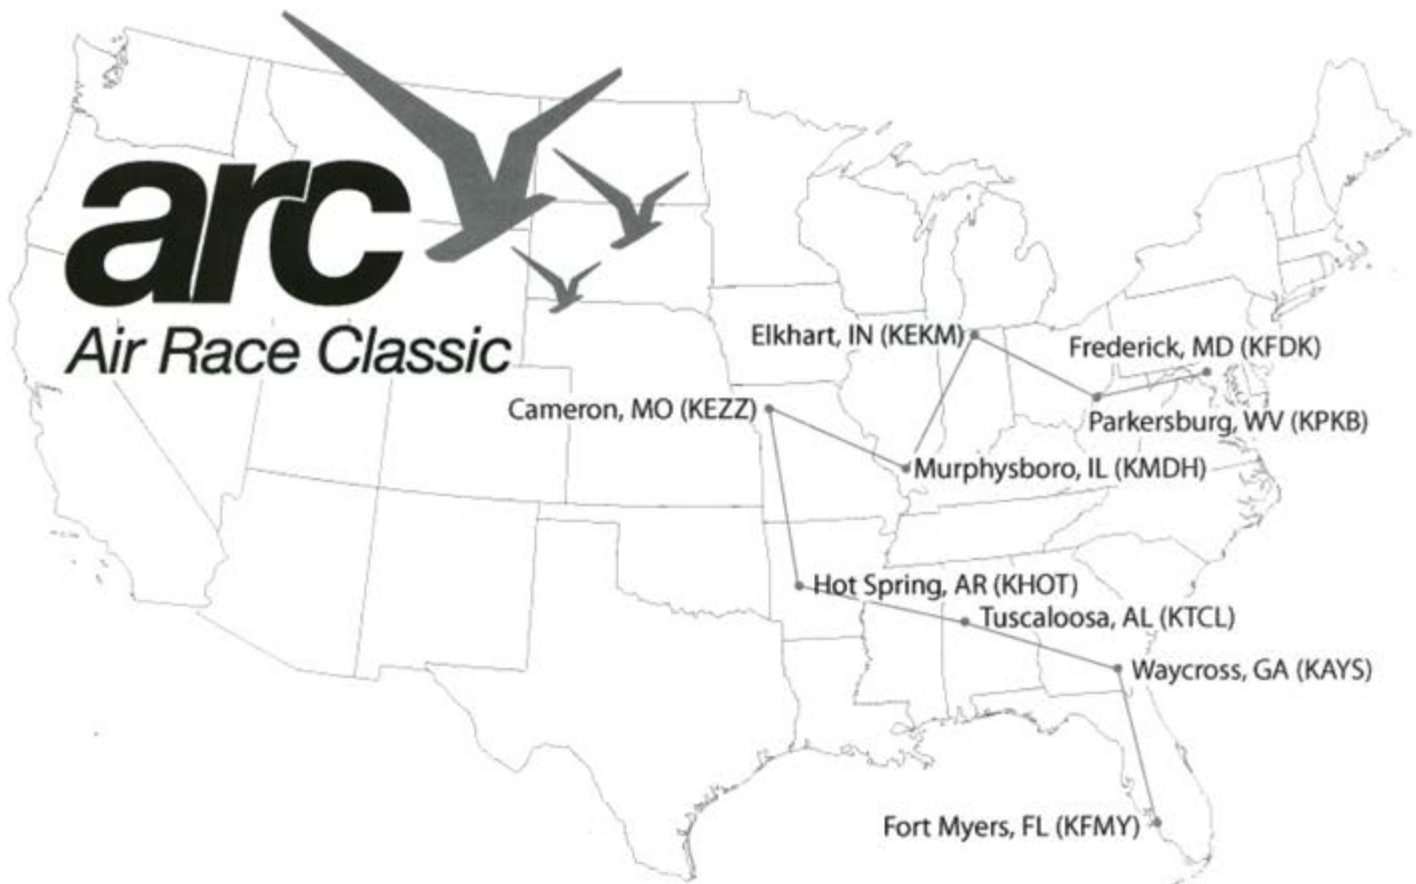 arc
Air Race Classic
Elkhart, IN (KEKM)
Frederick, MD (KFDK)
Cameron, MO (KEZZ)
Parkersburg, WV (KPKB)
Murphysboro, IL (KMDH)
Hot Spring, AR (KHOT)
Tuscaloosa, AL (KTCL)
Waycross, GA (KAYS)
Fort Myers, FL (KFMY)